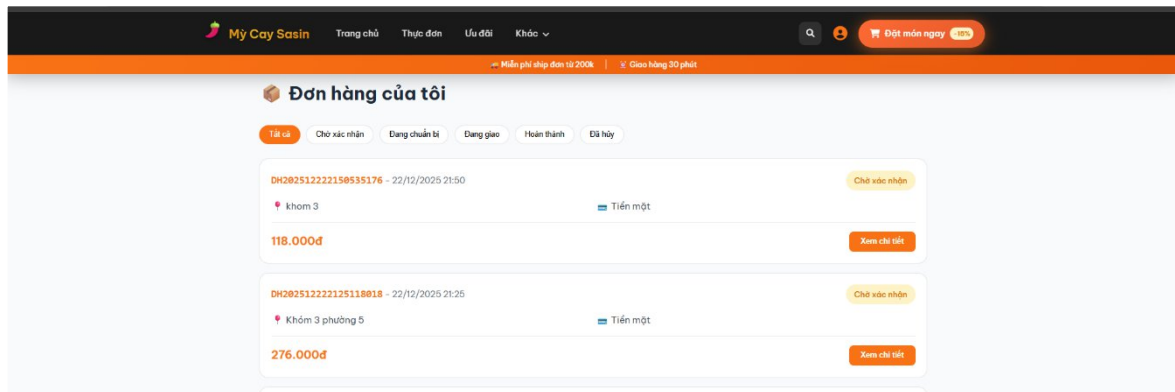 Mỳ Cay Sasin Trang chủ Thực đơn Ưu đãi Khác Đặt món ngay -15%
Miễn phí ship đơn từ 200k | Giao hàng 30 phút
Đơn hàng của tôi
Tất cả Chờ xác nhận Đang chuẩn bị Đang giao Hoàn thành Đã hủy
DH202512222150535176 - 22/12/2025 21:50 Chờ xác nhận
khom 3 Tiền mặt
118.000đ Xem chi tiết
DH202512222125118018 - 22/12/2025 21:25 Chờ xác nhận
Khóm 3 phường 5 Tiền mặt
276.000đ Xem chi tiết